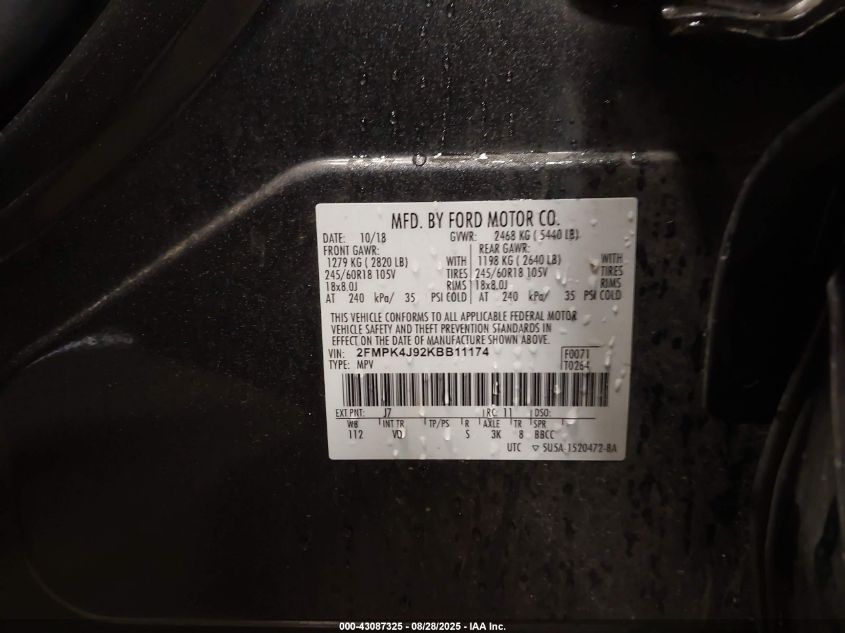 MFD. BY FORD MOTOR CO.
DATE: 10/18 GVWR: 2468 KG ( 5440 LB)
FRONT GAWR: REAR GAWR:
1279 KG ( 2820 LB) WITH 1198 KG ( 2640 LB) WITH
245/60R18 105V TIRES 245/60R18 105V TIRES
18x8.0J RIMS 18x8.0J RIMS
AT 240 kPa/ 35 PSI COLD AT 240 kPa/ 35 PSI COLD
THIS VEHICLE CONFORMS TO ALL APPLICABLE FEDERAL MOTOR
VEHICLE SAFETY AND THEFT PREVENTION STANDARDS IN
EFFECT ON THE DATE OF MANUFACTURE SHOWN ABOVE.
VIN: 2FMPK4J92KBB11174 F0071
TYPE: MPV T0264
EXT PNT: J7 RC: 11 DSO:
WB INT TR TP/PS R AXLE TR SPR
112 VD S 3K 8 BBCC
UTC ▽ 5U5A-1520472-BA
000-43087325 - 08/28/2025 - IAA Inc.